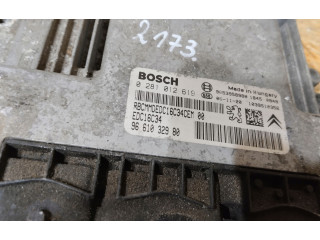 2173.
BOSCH
Made in Hungary
0 281 012 619
RBCMMDEDC16C34CEM 00
EDC16C34
96 610 329 80